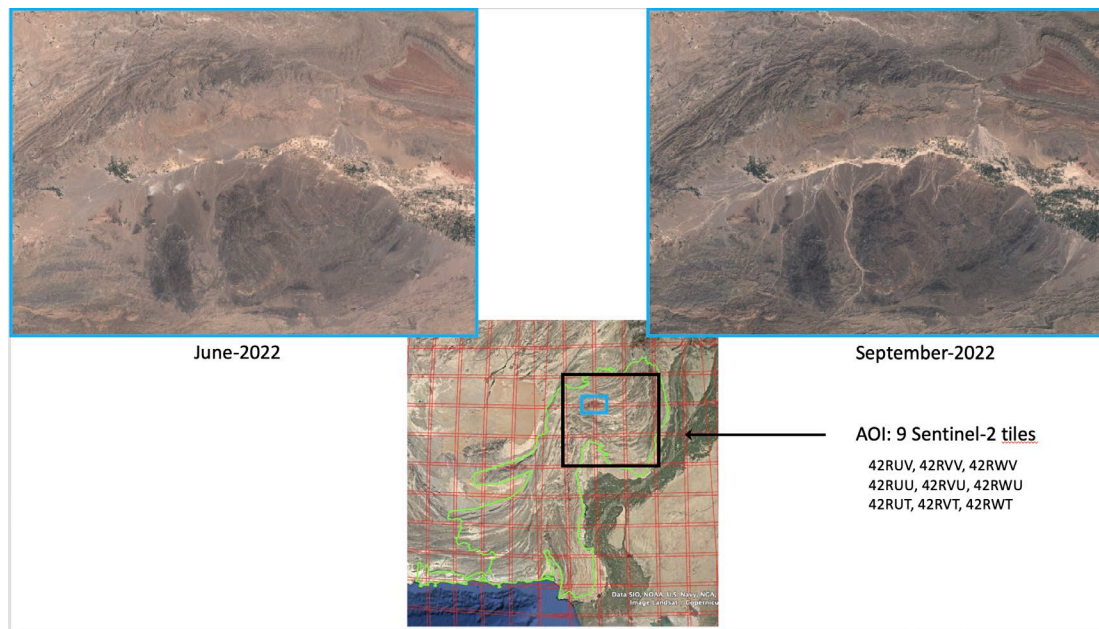 June-2022
September-2022
AOI: 9 Sentinel-2 tiles
42RUV, 42RVV, 42RWV
42RUU, 42RVU, 42RWU
42RUT, 42RVT, 42RWT
Data SIO, NOAA, U.S. Navy, NGA,
Image Landsat / Copernicu